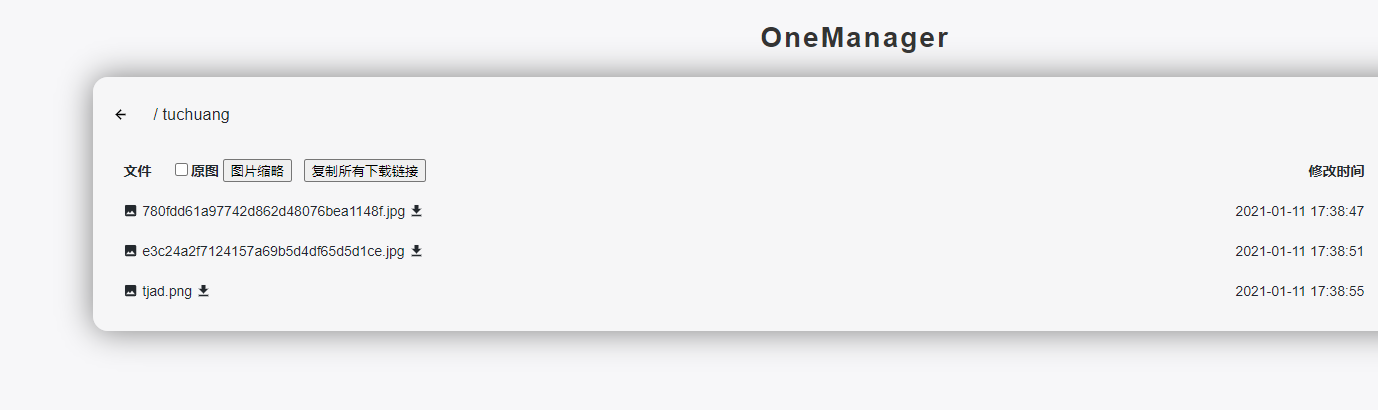 OneManager
/ tuchuang
文件 原图 图片缩略 复制所有下载链接 修改时间
780fdd61a97742d862d48076bea1148f.jpg 2021-01-11 17:38:47
e3c24a2f7124157a69b5d4df65d5d1ce.jpg 2021-01-11 17:38:51
tjad.png 2021-01-11 17:38:55